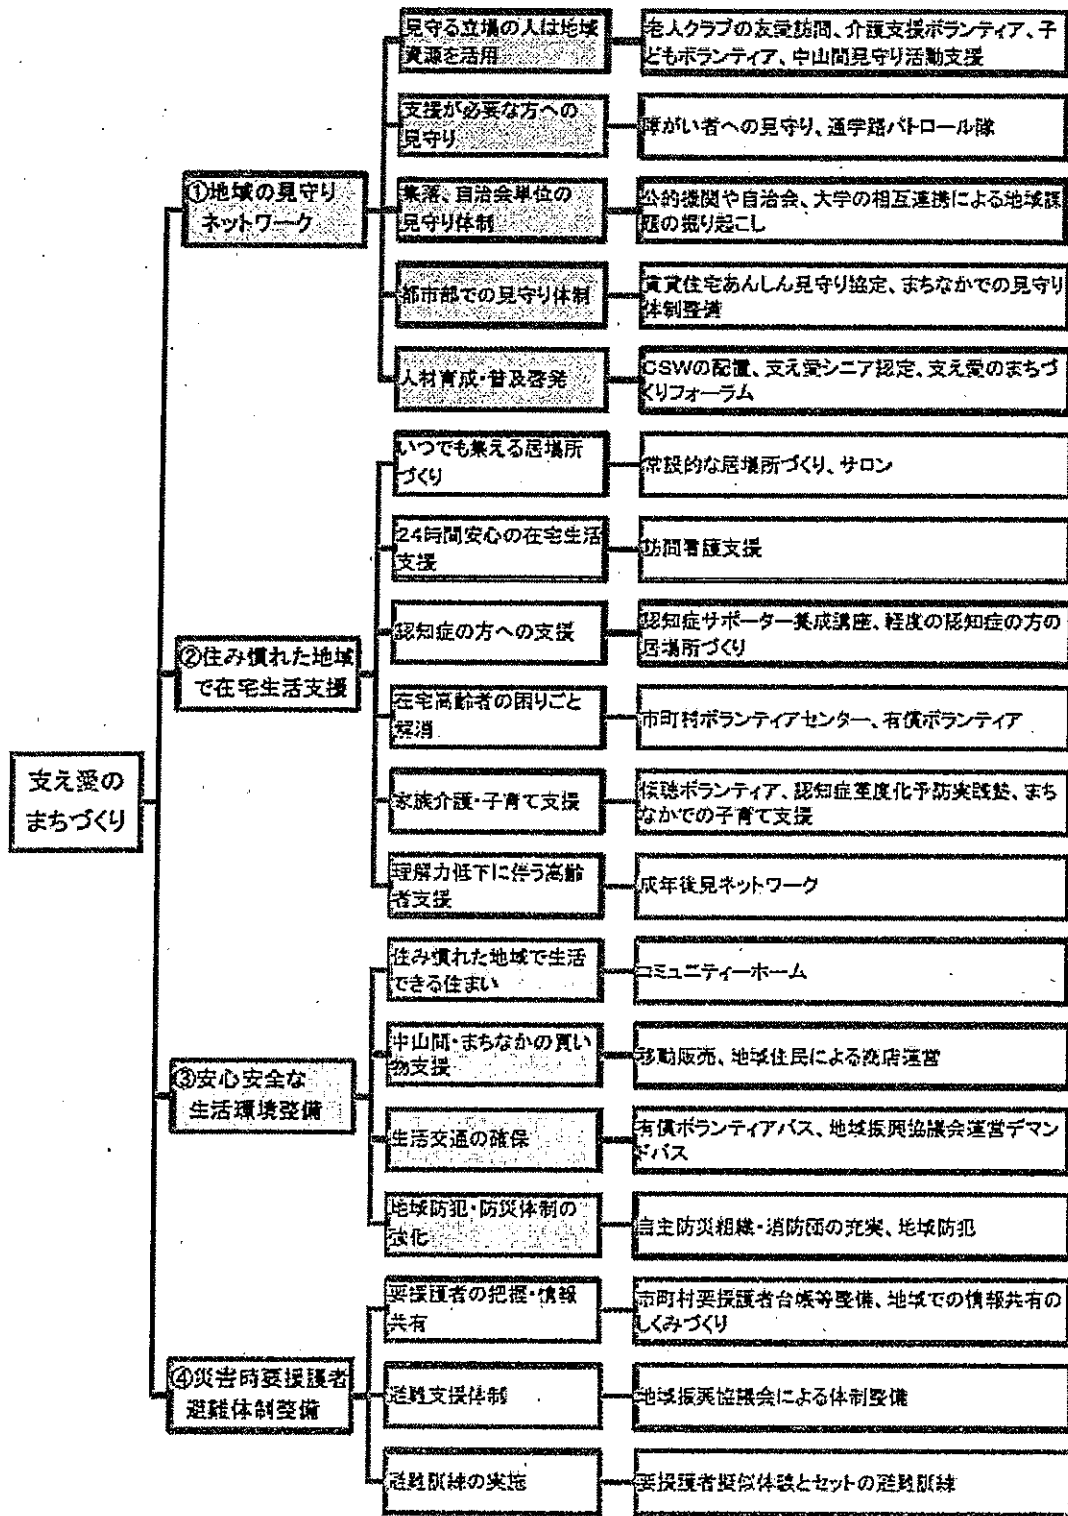 支え愛の
まちづくり
①地域の見守り
ネットワーク
見守る立場の人は地域
資源を活用
老人クラブの友愛訪問、介護支援ボランティア、子
どもボランティア、中山間見守り活動支援
支援が必要な方への
見守り
障がい者への見守り、通学路パトロール隊
集落、自治会単位の
見守り体制
公的機関や自治会、大学の相互連携による地域課
題の掘り起こし
都市部での見守り体制
賃貸住宅あんしん見守り協定、まちなかでの見守り
体制整備
人材育成・普及啓発
CSWの配置、支え愛シニア認定、支え愛のまちづ
くりフォーラム
②住み慣れた地域
で在宅生活支援
いつでも集える居場所
づくり
常設的な居場所づくり、サロン
24時間安心の在宅生活
支援
訪問看護支援
認知症の方への支援
認知症サポーター養成講座、軽度の認知症の方の
居場所づくり
在宅高齢者の困りごと
解消
市町村ボランティアセンター、有償ボランティア
家族介護・子育て支援
傾聴ボランティア、認知症重度化予防実践塾、まち
なかでの子育て支援
理解力低下に伴う高齢
者支援
成年後見ネットワーク
③安心安全な
生活環境整備
住み慣れた地域で生活
できる住まい
コミュニティーホーム
中山間・まちなかの買い
物支援
移動販売、地域住民による商店運営
生活交通の確保
有償ボランティアバス、地域振興協議会運営デマン
ドバス
地域防犯・防災体制の
強化
自主防災組織・消防団の充実、地域防犯
④災害時要援護者
避難体制整備
要援護者の把握・情報
共有
市町村要援護者台帳等整備、地域での情報共有の
しくみづくり
避難支援体制
地域振興協議会による体制整備
避難訓練の実施
要援護者擬似体験とセットの避難訓練